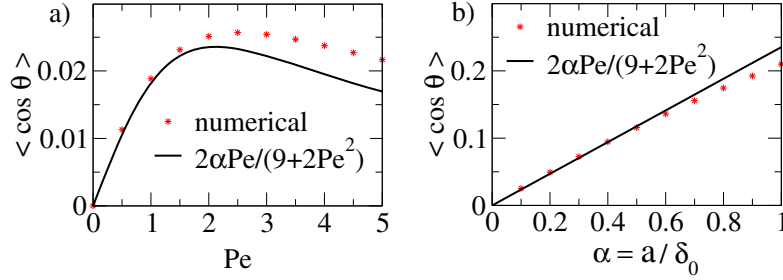 a)
< cos θ >
0.02
0.01
0
numerical
2αPe/(9+2Pe²)
0 1 2 3 4 5
Pe
b)
< cos θ >
0.2
0.1
0
numerical
2αPe/(9+2Pe²)
0 0.2 0.4 0.6 0.8 1
α = a / δ₀